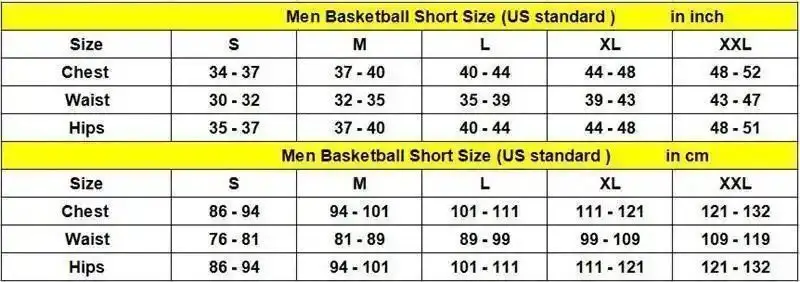 Men Basketball Short Size (US standard ) in inch
Size S M L XL XXL
Chest 34 - 37 37 - 40 40 - 44 44 - 48 48 - 52
Waist 30 - 32 32 - 35 35 - 39 39 - 43 43 - 47
Hips 35 - 37 37 - 40 40 - 44 44 - 48 48 - 51
Men Basketball Short Size (US standard ) in cm
Size S M L XL XXL
Chest 86 - 94 94 - 101 101 - 111 111 - 121 121 - 132
Waist 76 - 81 81 - 89 89 - 99 99 - 109 109 - 119
Hips 86 - 94 94 - 101 101 - 111 111 - 121 121 - 132